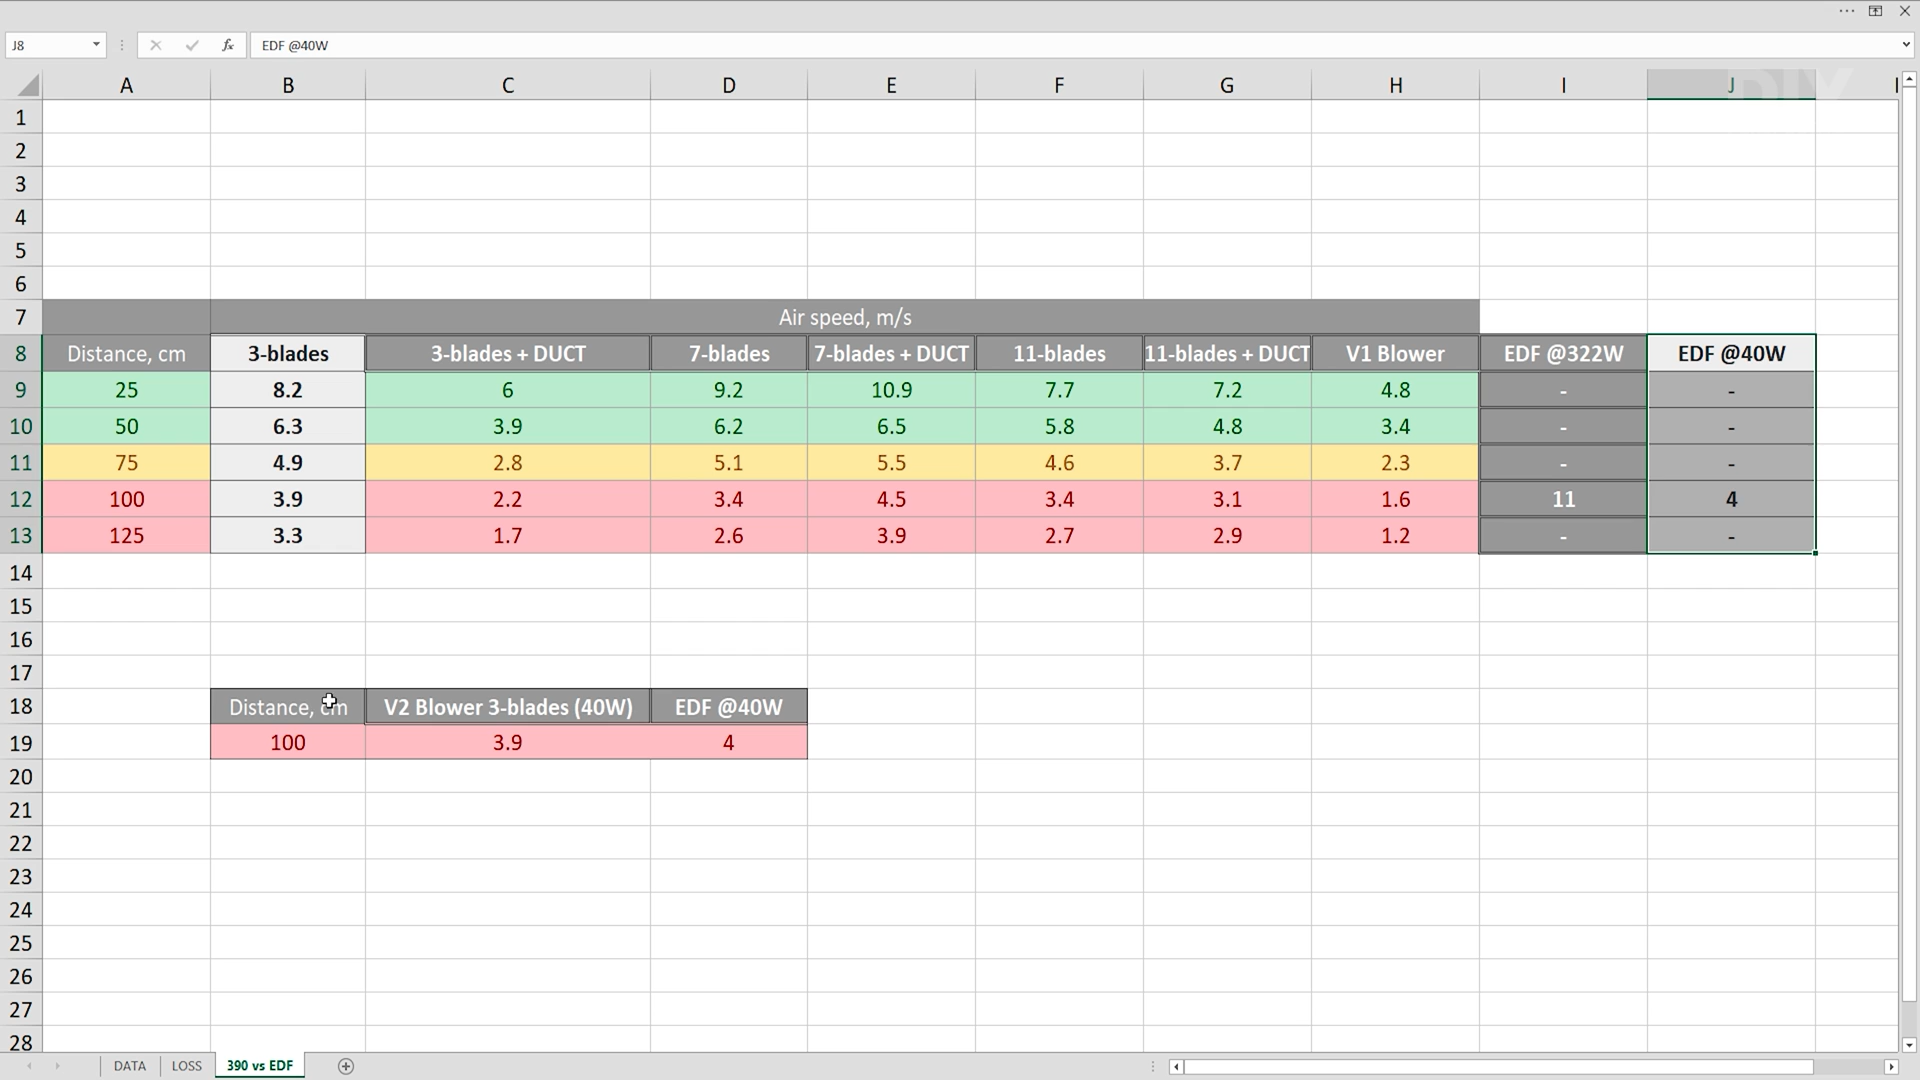 J8 EDF @40W
A B C D E F G H I J
DIY
1
2
3
4
5
6
7 Air speed, m/s
8 Distance, cm 3-blades 3-blades + DUCT 7-blades 7-blades + DUCT 11-blades 11-blades + DUCT V1 Blower EDF @322W EDF @40W
9 25 8.2 6 9.2 10.9 7.7 7.2 4.8 - -
10 50 6.3 3.9 6.2 6.5 5.8 4.8 3.4 - -
11 75 4.9 2.8 5.1 5.5 4.6 3.7 2.3 - -
12 100 3.9 2.2 3.4 4.5 3.4 3.1 1.6 11 4
13 125 3.3 1.7 2.6 3.9 2.7 2.9 1.2 - -
14
15
16
17
18 Distance, cm V2 Blower 3-blades (40W) EDF @40W
19 100 3.9 4
20
21
22
23
24
25
26
27
28
DATA LOSS 390 vs EDF